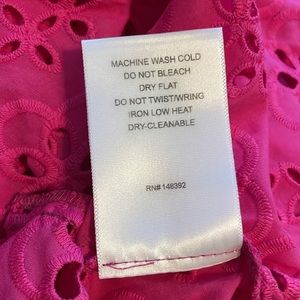 MACHINE WASH COLD
DO NOT BLEACH
DRY FLAT
DO NOT TWIST/WRING
IRON LOW HEAT
DRY-CLEANABLE
RN# 148392